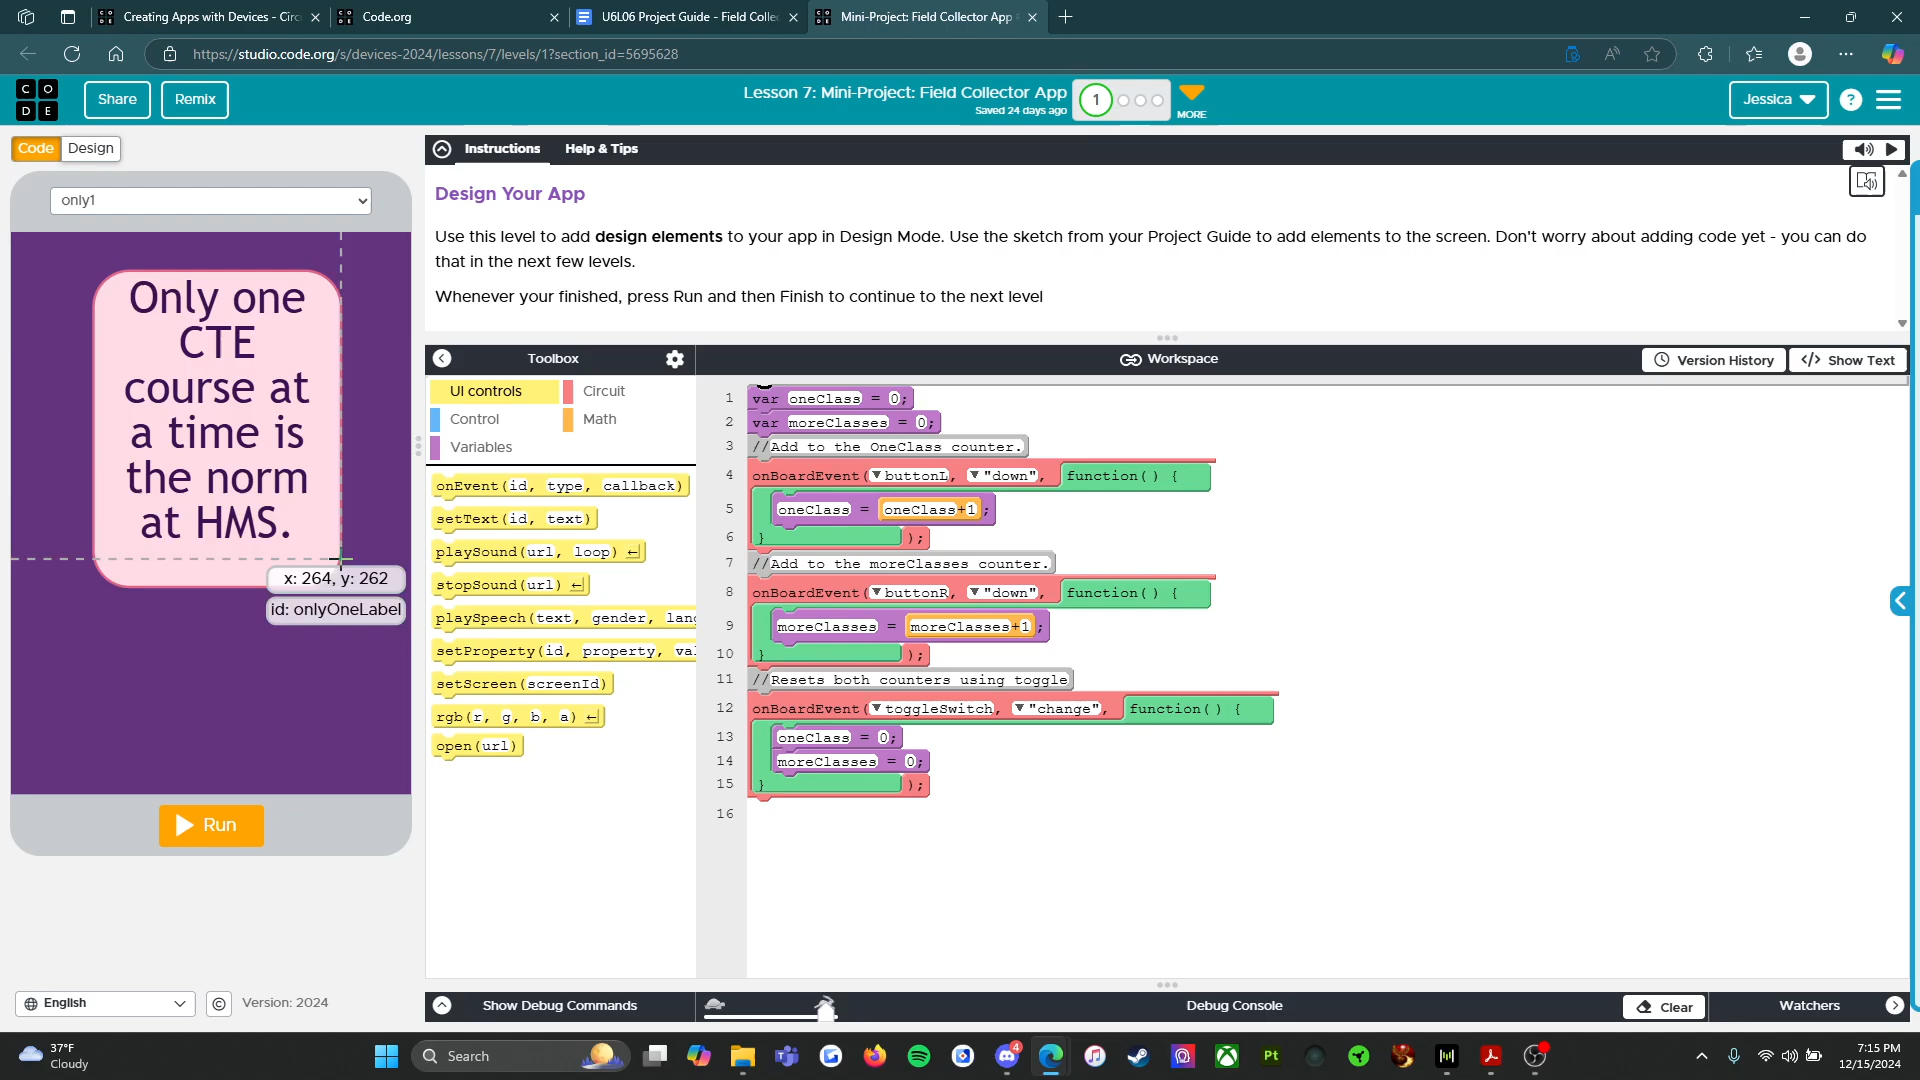 Creating Apps with Devices - Circ
Code.org
U6L06 Project Guide - Field Collec
Mini-Project: Field Collector App
https://studio.code.org/s/devices-2024/lessons/7/levels/1?section_id=5695628
CO
DE
Share
Remix
Lesson 7: Mini-Project: Field Collector App
Saved 24 days ago
1
MORE
Jessica
?
Code
Design
Instructions
Help & Tips
only1
Design Your App
Use this level to add design elements to your app in Design Mode. Use the sketch from your Project Guide to add elements to the screen. Don't worry about adding code yet - you can do
that in the next few levels.
Whenever your finished, press Run and then Finish to continue to the next level
Only one
CTE
course at
a time is
the norm
at HMS.
x: 264, y: 262
id: onlyOneLabel
Run
Toolbox
Workspace
Version History
</> Show Text
UI controls
Circuit
Control
Math
Variables
onEvent(id, type, callback)
setText(id, text)
playSound(url, loop)
stopSound(url)
playSpeech(text, gender, lang
setProperty(id, property, val
setScreen(screenId)
rgb(r, g, b, a)
open(url)
1 var oneClass = 0;
2 var moreClasses = 0;
3 //Add to the OneClass counter.
4 onBoardEvent(▼buttonL, ▼"down", function() {
5 oneClass = oneClass+1;
6 } );
7 //Add to the moreClasses counter.
8 onBoardEvent(▼buttonR, ▼"down", function() {
9 moreClasses = moreClasses+1;
10 } );
11 //Resets both counters using toggle
12 onBoardEvent(▼toggleSwitch, ▼"change", function() {
13 oneClass = 0;
14 moreClasses = 0;
15 } );
16
English
© Version: 2024
Show Debug Commands
Debug Console
Clear
Watchers
37°F
Cloudy
Search
4
Pt
7:15 PM
12/15/2024